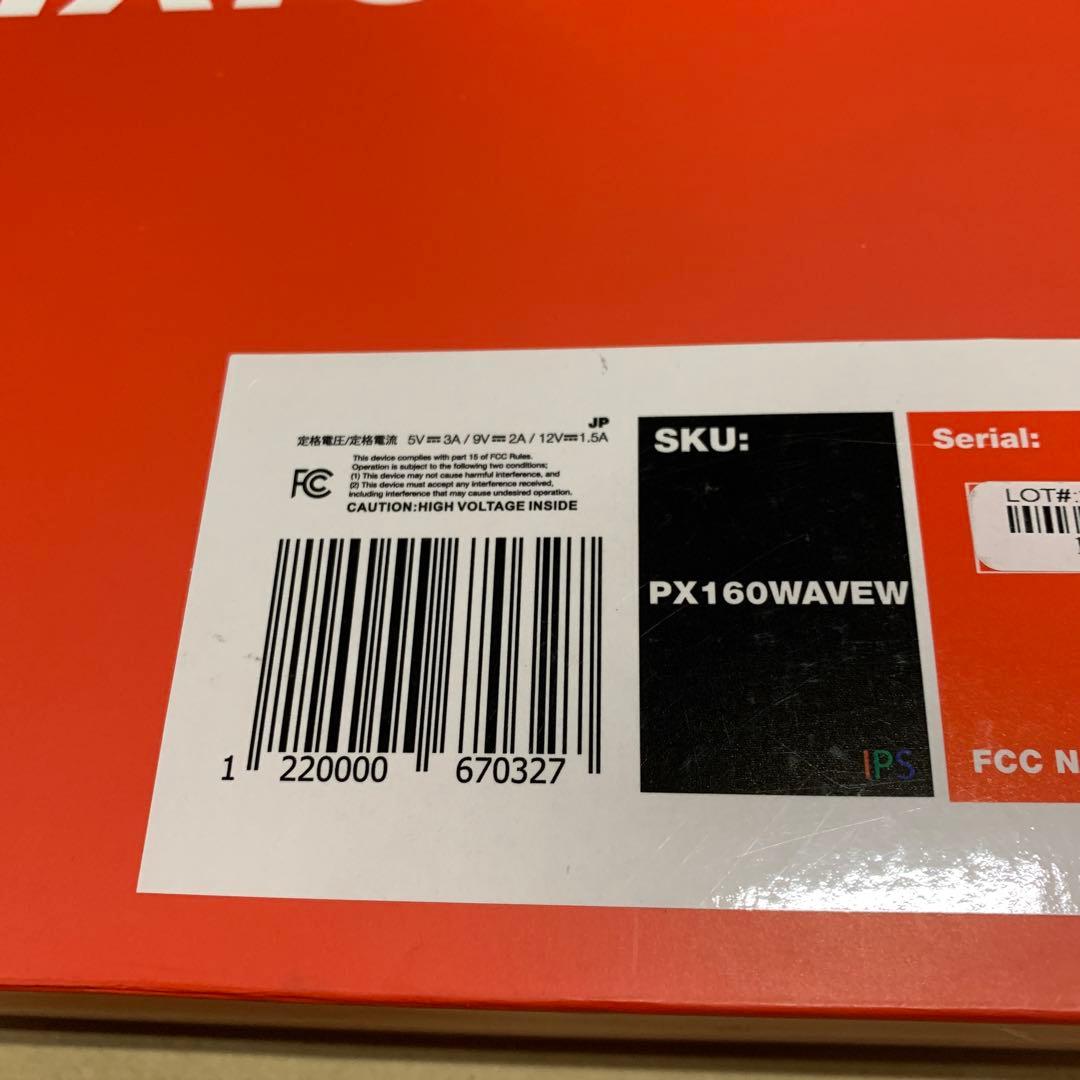 JP
定格電圧/定格電流 5V⎓3A / 9V⎓2A / 12V⎓1.5A
This device complies with part 15 of FCC Rules.
Operation is subject to the following two conditions;
(1) This device may not cause harmful interference, and
(2) This device must accept any interference received,
including interference that may cause undesired operation.
FC
CAUTION:HIGH VOLTAGE INSIDE
1 220000 670327
SKU:
PX160WAVEW
IPS
Serial:
LOT#:
FCC N